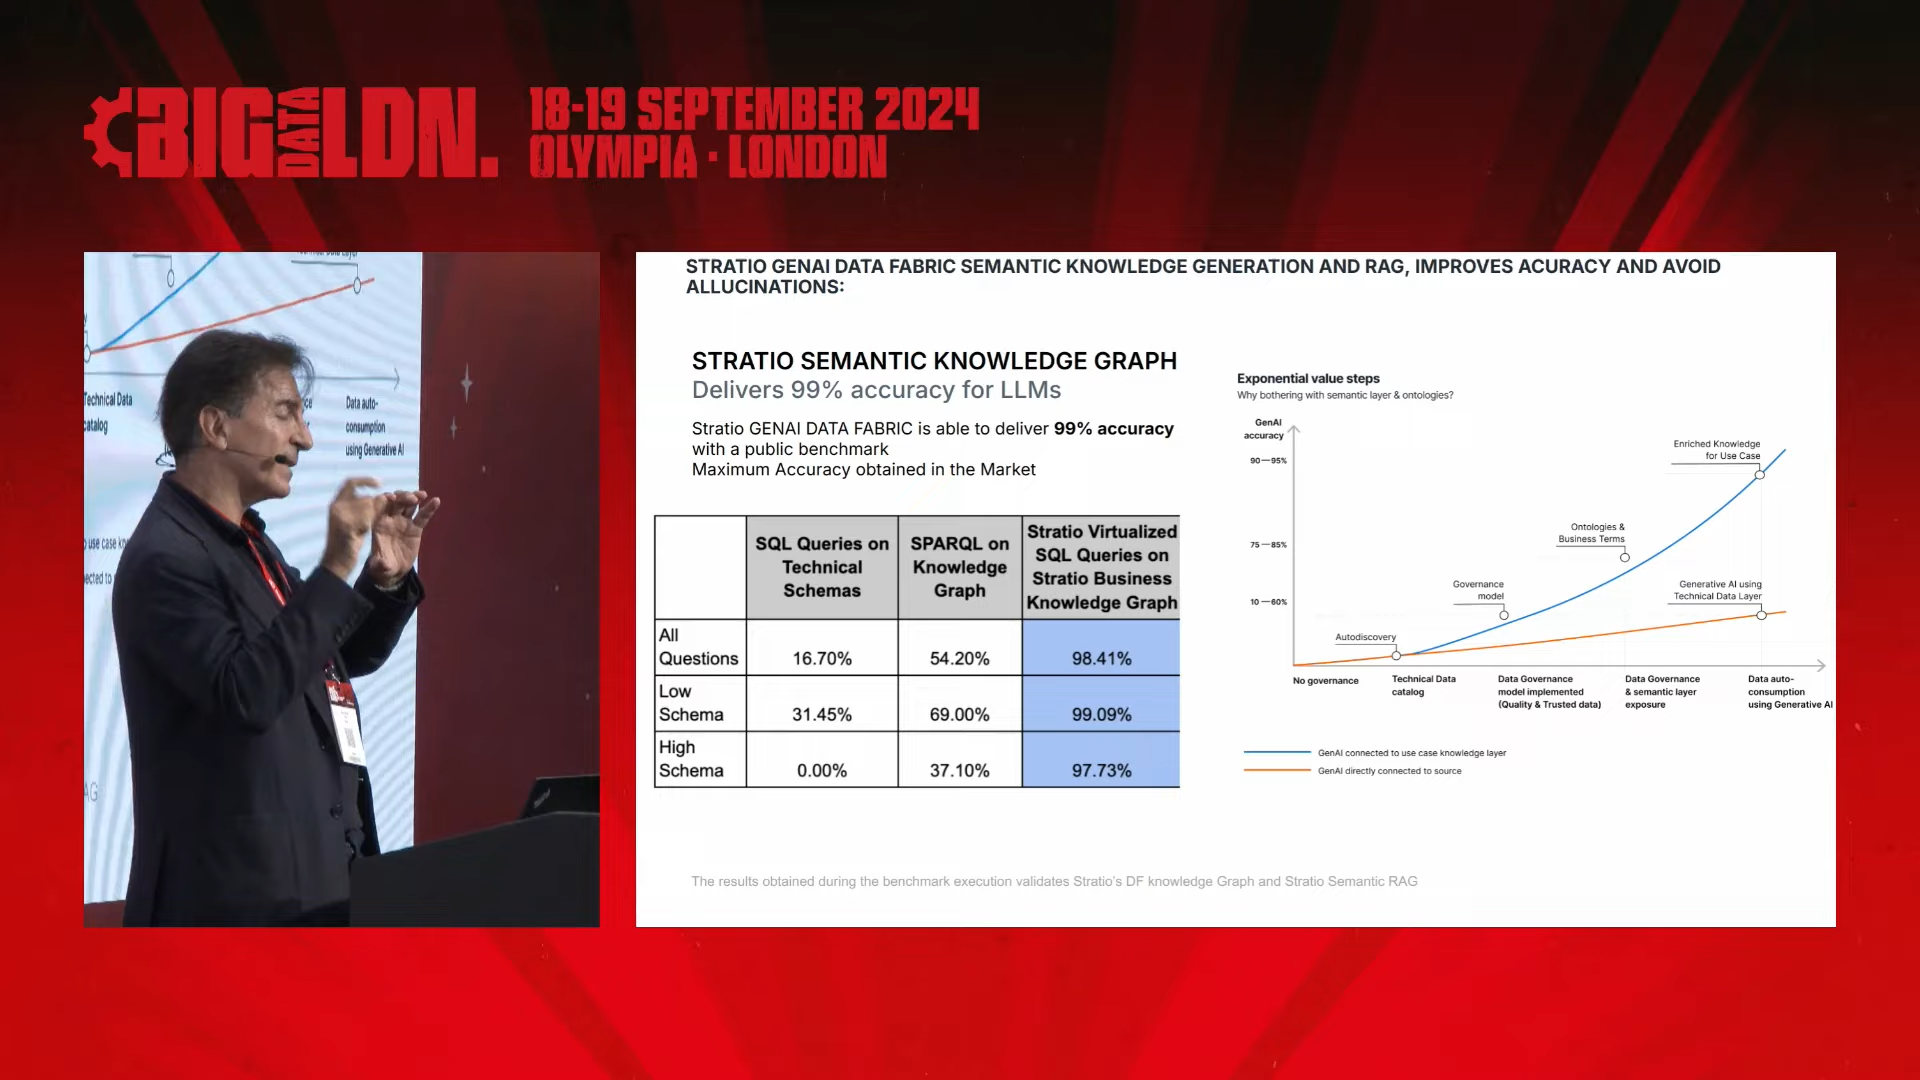 BIG DATA LDN.
18-19 SEPTEMBER 2024
OLYMPIA · LONDON
Technical Data
catalog
Data auto-
consumption
using Generative AI
STRATIO GENAI DATA FABRIC SEMANTIC KNOWLEDGE GENERATION AND RAG, IMPROVES ACURACY AND AVOID
ALLUCINATIONS:
STRATIO SEMANTIC KNOWLEDGE GRAPH
Delivers 99% accuracy for LLMs
Stratio GENAI DATA FABRIC is able to deliver 99% accuracy
with a public benchmark
Maximum Accuracy obtained in the Market
SQL Queries on
Technical
Schemas
SPARQL on
Knowledge
Graph
Stratio Virtualized
SQL Queries on
Stratio Business
Knowledge Graph
All
Questions
16.70%
54.20%
98.41%
Low
Schema
31.45%
69.00%
99.09%
High
Schema
0.00%
37.10%
97.73%
Exponential value steps
Why bothering with semantic layer & ontologies?
GenAI
accuracy
90—95%
75—85%
10—60%
Enriched Knowledge
for Use Case
Ontologies &
Business Terms
Governance
model
Generative AI using
Technical Data Layer
Autodiscovery
No governance
Technical Data
catalog
Data Governance
model implemented
(Quality & Trusted data)
Data Governance
& semantic layer
exposure
Data auto-
consumption
using Generative AI
GenAI connected to use case knowledge layer
GenAI directly connected to source
The results obtained during the benchmark execution validates Stratio's DF knowledge Graph and Stratio Semantic RAG